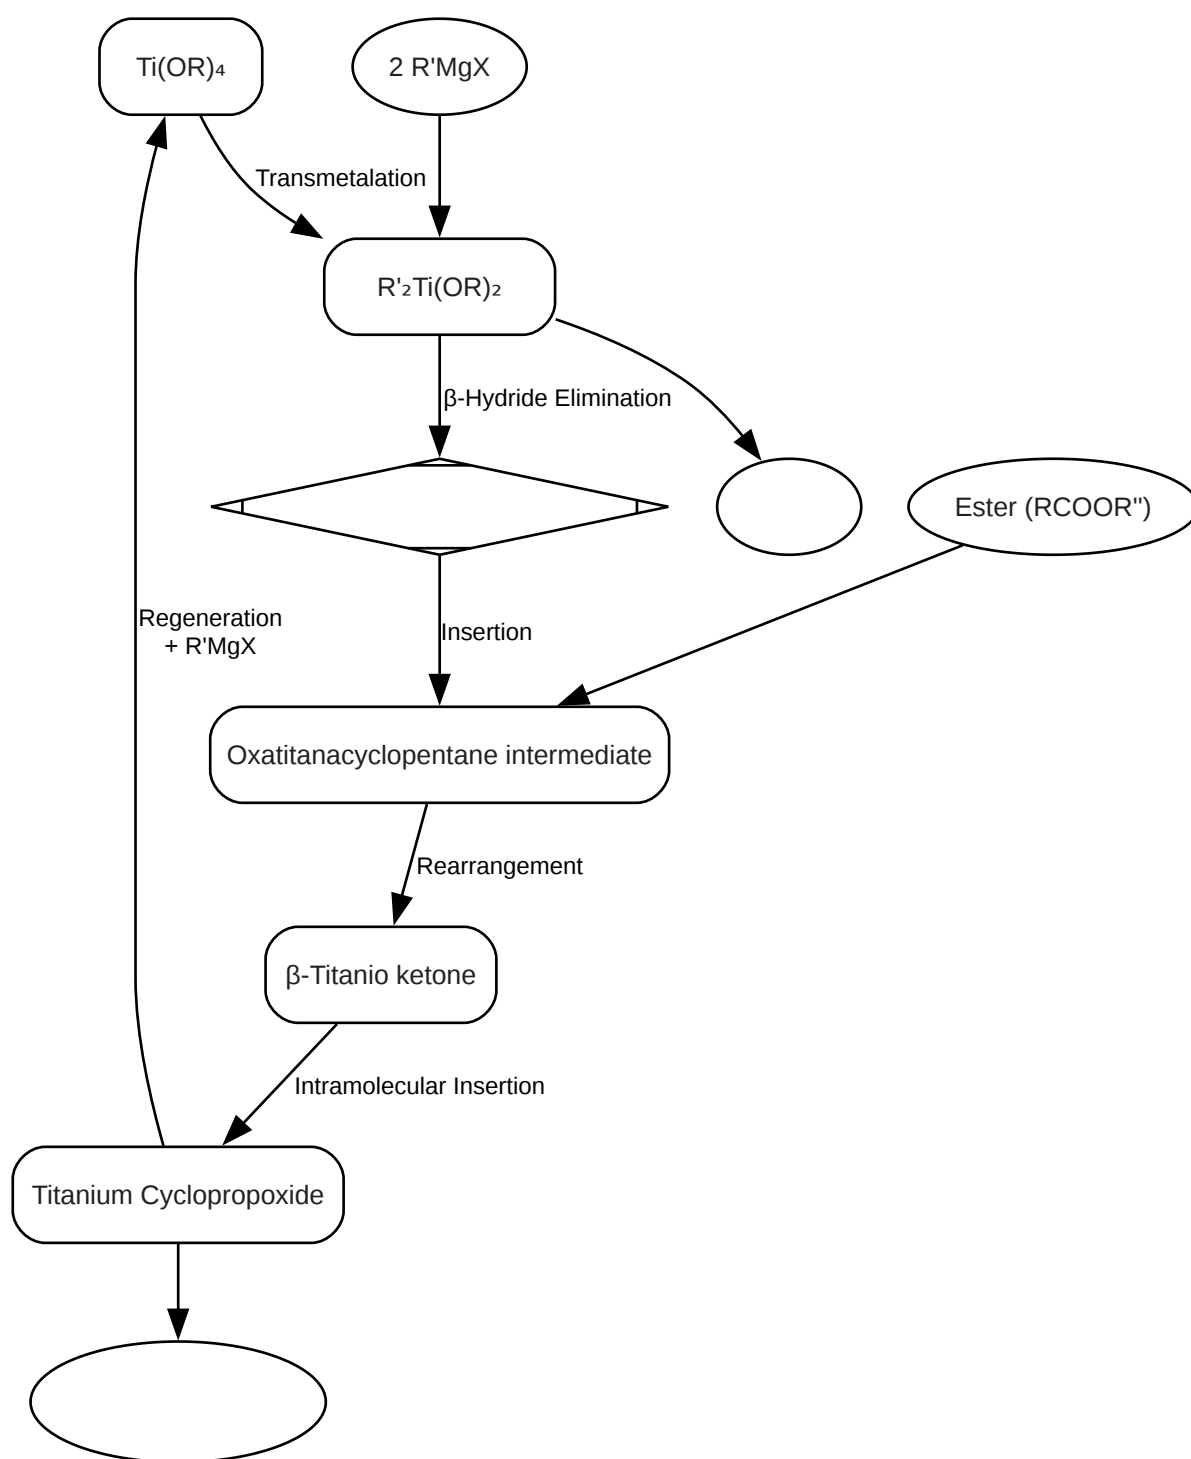 Ti(OR)₄
2 R'MgX
Transmetalation
R'₂Ti(OR)₂
β-Hydride Elimination
Ester (RCOOR")
Regeneration
+ R'MgX
Insertion
Oxatitanacyclopentane intermediate
Rearrangement
β-Titanio ketone
Intramolecular Insertion
Titanium Cyclopropoxide